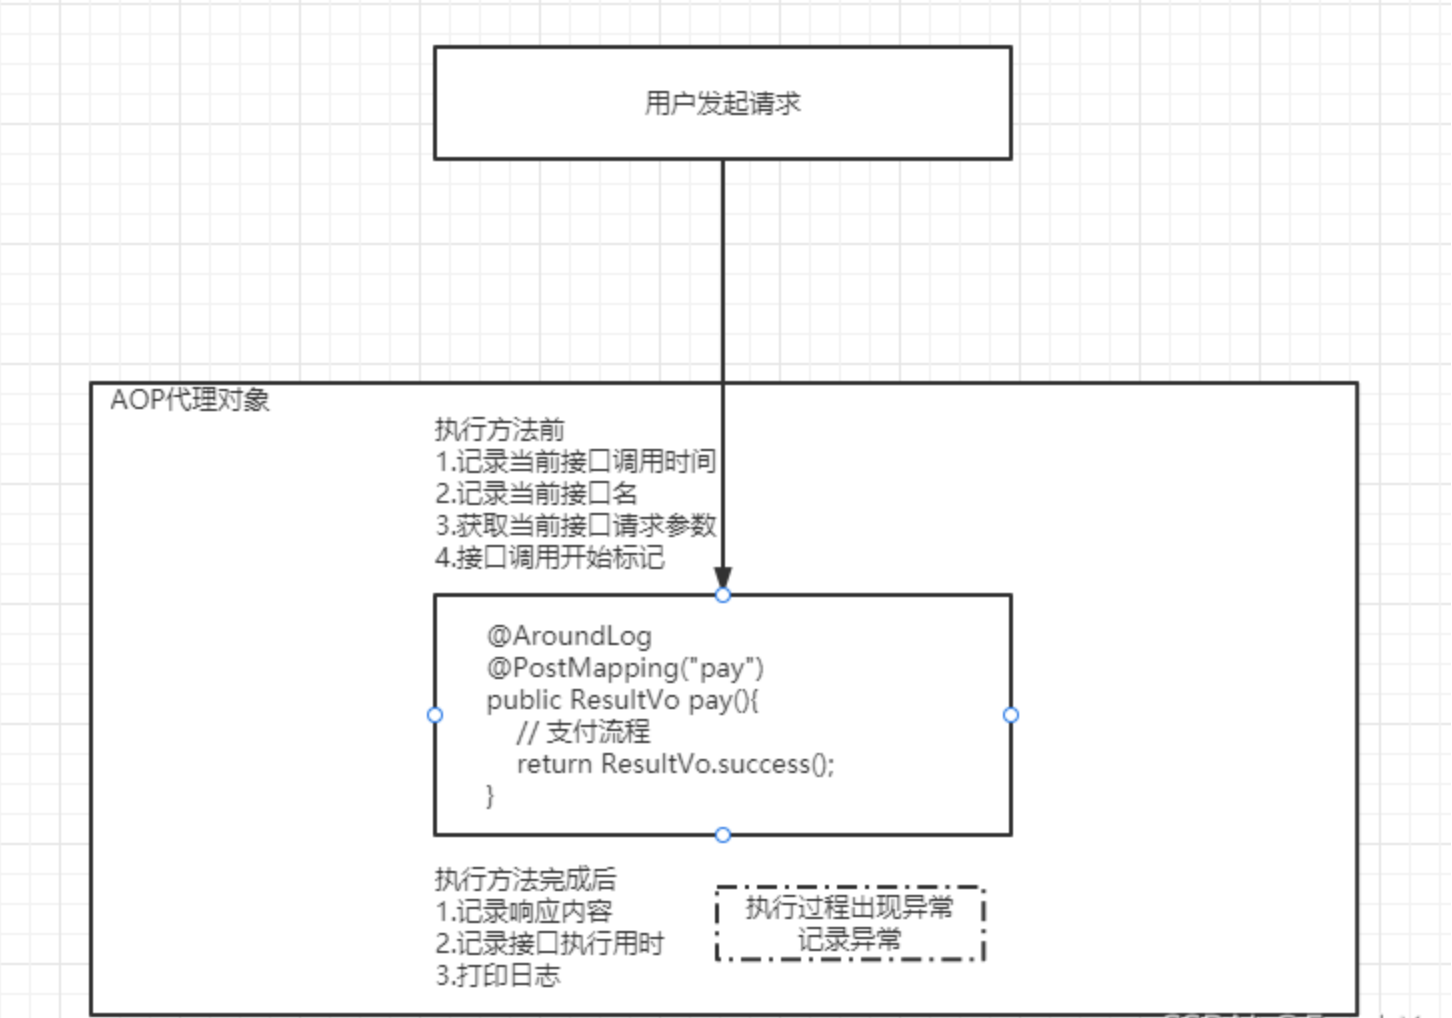 用户发起请求
AOP代理对象
执行方法前
1.记录当前接口调用时间
2.记录当前接口名
3.获取当前接口请求参数
4.接口调用开始标记
@AroundLog
@PostMapping("pay")
public ResultVo pay(){
// 支付流程
return ResultVo.success();
}
执行方法完成后
1.记录响应内容
2.记录接口执行用时
3.打印日志
执行过程出现异常
记录异常